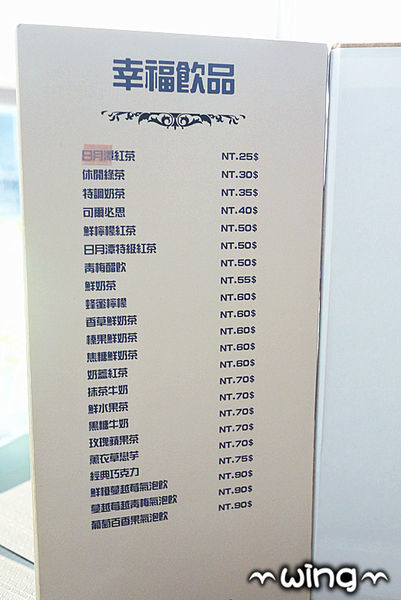 幸福飲品
日月潭紅茶 NT.25$
休閒綠茶 NT.30$
特調奶茶 NT.35$
可爾必思 NT.40$
鮮檸檬紅茶 NT.50$
日月潭特級紅茶 NT.50$
青梅醋飲 NT.50$
鮮奶茶 NT.55$
蜂蜜檸檬 NT.60$
香草鮮奶茶 NT.60$
榛果鮮奶茶 NT.60$
焦糖鮮奶茶 NT.60$
奶蓋紅茶 NT.60$
抹茶牛奶 NT.70$
鮮水果茶 NT.70$
黑糖牛奶 NT.70$
玫瑰蘋果茶 NT.70$
薰衣草思芋 NT.70$
經典巧克力 NT.75$
鮮橙蔓越莓氣泡飲 NT.90$
蔓越莓越青梅氣泡飲 NT.90$
葡萄百香果氣泡飲 NT.90$
wing